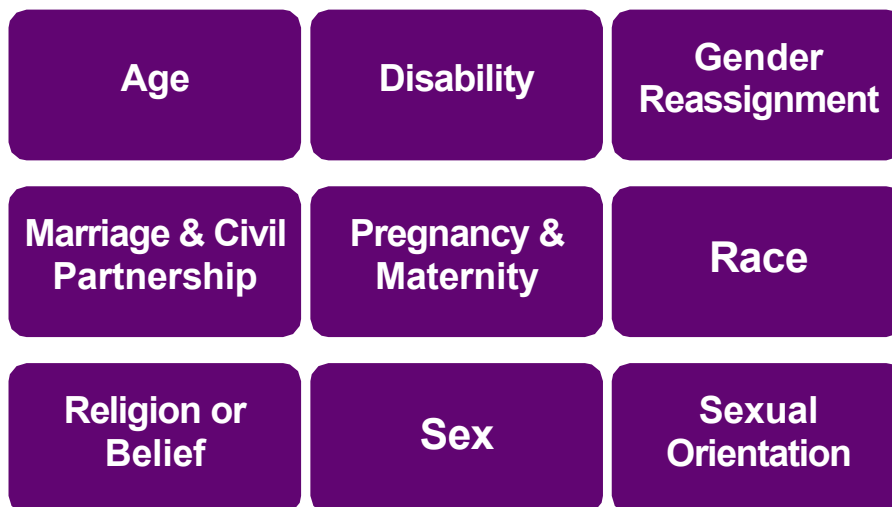 Age
Disability
Gender
Reassignment
Marriage & Civil
Partnership
Pregnancy &
Maternity
Race
Religion or
Belief
Sex
Sexual
Orientation